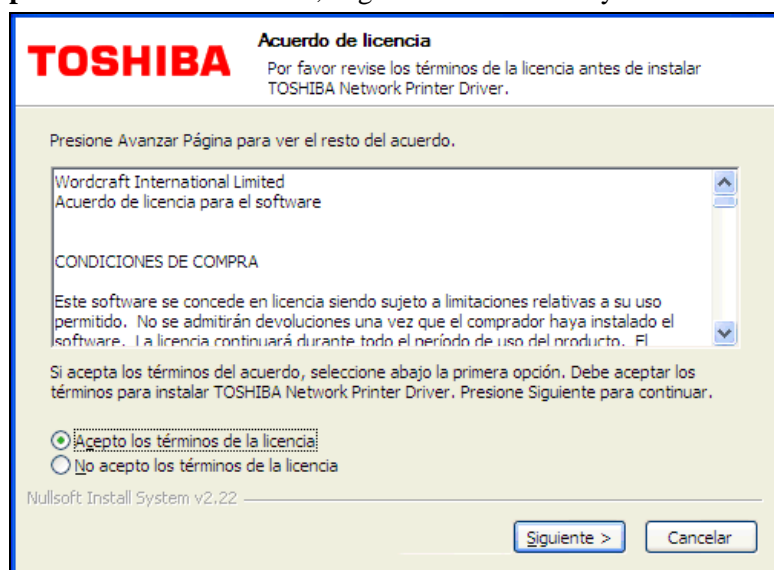 TOSHIBA
Acuerdo de licencia
Por favor revise los términos de la licencia antes de instalar
TOSHIBA Network Printer Driver.
Presione Avanzar Página para ver el resto del acuerdo.
Wordcraft International Limited
Acuerdo de licencia para el software
CONDICIONES DE COMPRA
Este software se concede en licencia siendo sujeto a limitaciones relativas a su uso
permitido. No se admitirán devoluciones una vez que el comprador haya instalado el
software. La licencia continuará durante todo el período de uso del producto. El
Si acepta los términos del acuerdo, seleccione abajo la primera opción. Debe aceptar los
términos para instalar TOSHIBA Network Printer Driver. Presione Siguiente para continuar.
Acepto los términos de la licencia
No acepto los términos de la licencia
Nullsoft Install System v2.22
Siguiente >
Cancelar